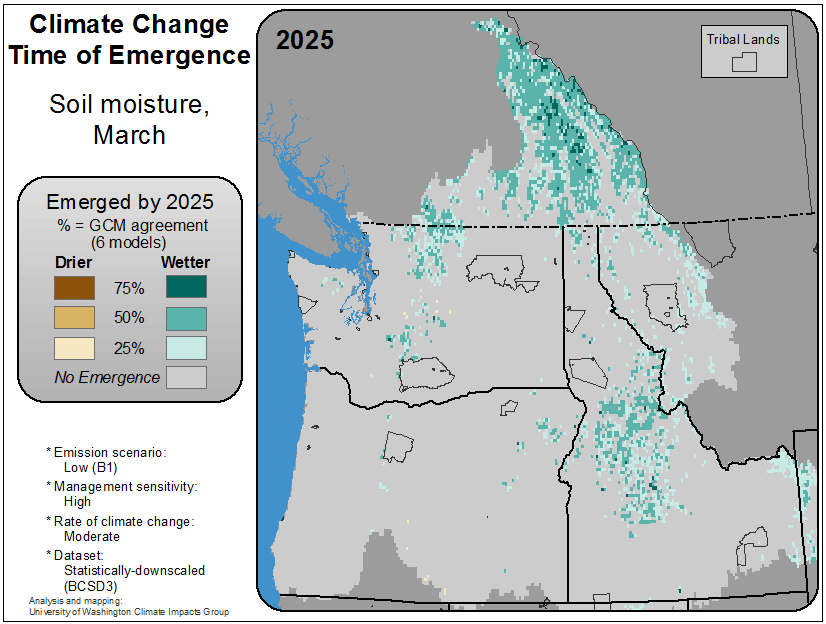 Climate Change
Time of Emergence
Soil moisture,
March
Emerged by 2025
% = GCM agreement
(6 models)
Drier Wetter
75%
50%
25%
No Emergence
* Emission scenario:
Low (B1)
* Management sensitivity:
High
* Rate of climate change:
Moderate
* Dataset:
Statistically-downscaled
(BCSD3)
Analysis and mapping:
University of Washington Climate Impacts Group
2025
Tribal Lands